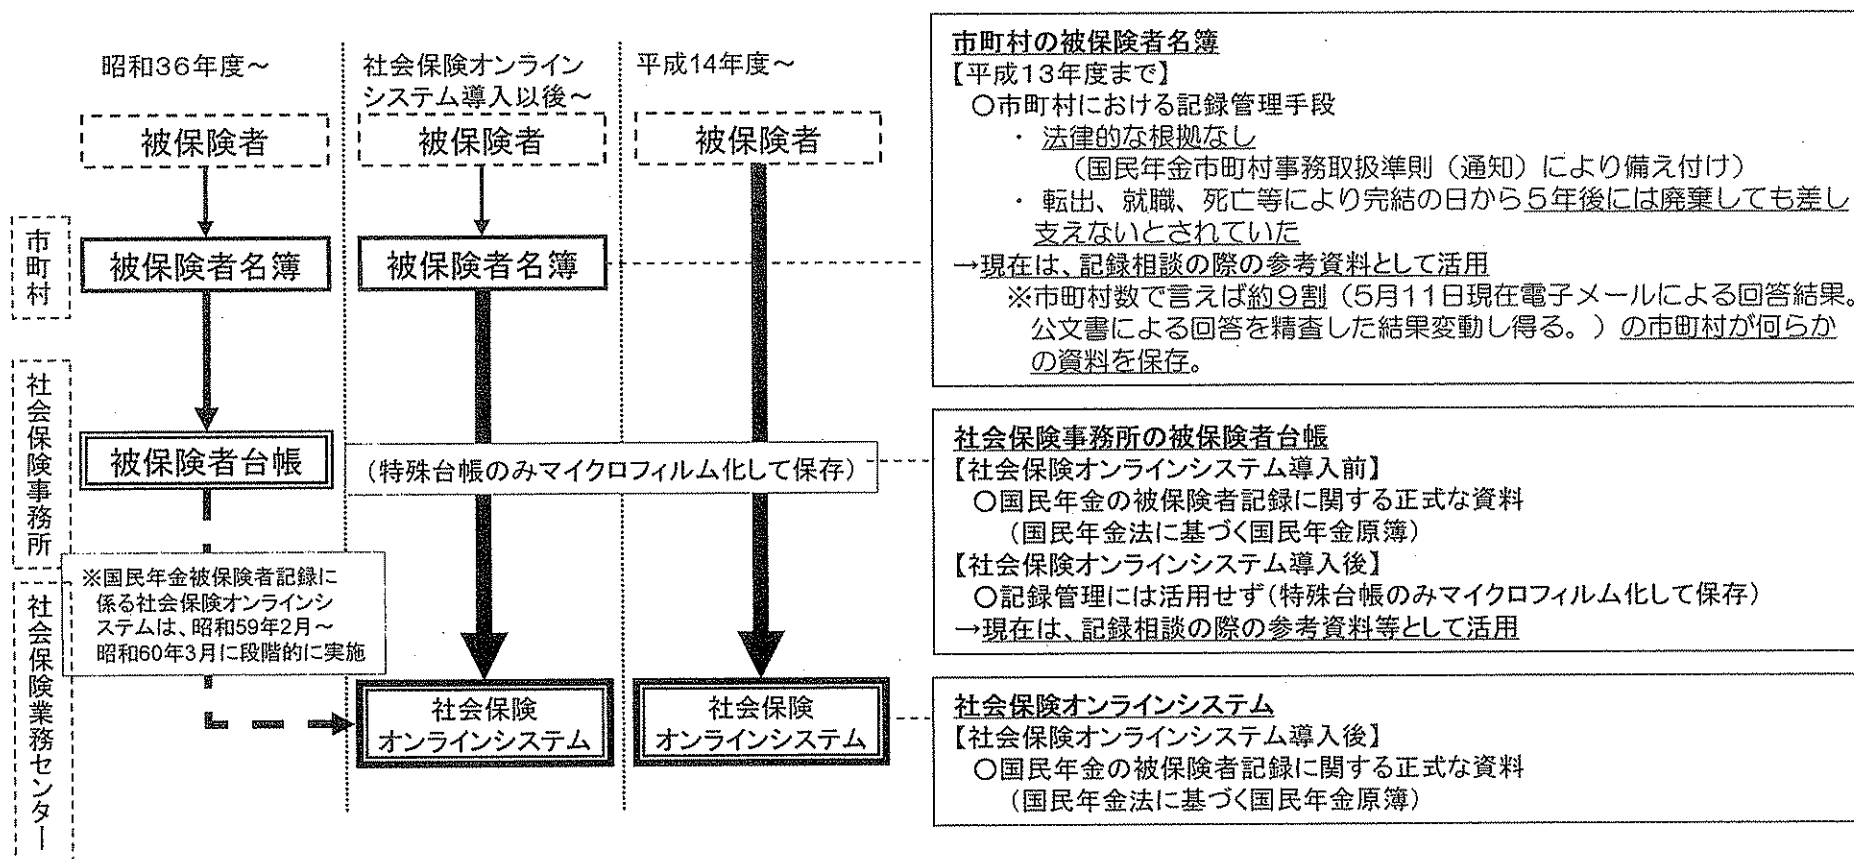 昭和36年度～
社会保険オンライン
システム導入以後～
平成14年度～
被保険者
被保険者
被保険者
市町村
被保険者名簿
被保険者名簿
社会保険事務所
被保険者台帳
（特殊台帳のみマイクロフィルム化して保存）
※国民年金被保険者記録に
係る社会保険オンラインシ
ステムは、昭和59年2月～
昭和60年3月に段階的に実施
社会保険業務センター
社会保険
オンラインシステム
社会保険
オンラインシステム
市町村の被保険者名簿
【平成13年度まで】
○市町村における記録管理手段
・ 法律的な根拠なし
（国民年金市町村事務取扱準則（通知）により備え付け）
・ 転出、就職、死亡等により完結の日から５年後には廃棄しても差し
支えないとされていた
→現在は、記録相談の際の参考資料として活用
※市町村数で言えば約９割（５月11日現在電子メールによる回答結果。
公文書による回答を精査した結果変動し得る。）の市町村が何らか
の資料を保存。
社会保険事務所の被保険者台帳
【社会保険オンラインシステム導入前】
○国民年金の被保険者記録に関する正式な資料
（国民年金法に基づく国民年金原簿）
【社会保険オンラインシステム導入後】
○記録管理には活用せず（特殊台帳のみマイクロフィルム化して保存）
→現在は、記録相談の際の参考資料等として活用
社会保険オンラインシステム
【社会保険オンラインシステム導入後】
○国民年金の被保険者記録に関する正式な資料
（国民年金法に基づく国民年金原簿）